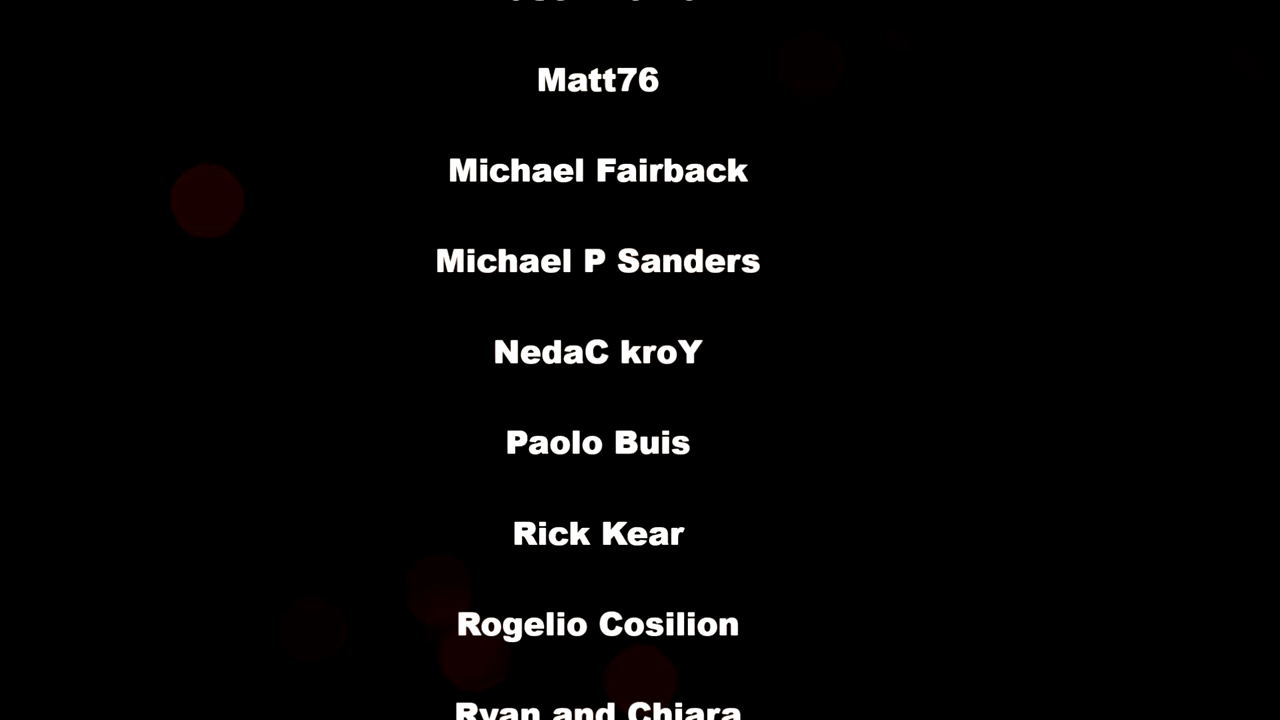 Matt76
Michael Fairback
Michael P Sanders
NedaC kroY
Paolo Buis
Rick Kear
Rogelio Cosilion
Ryan and Chiara